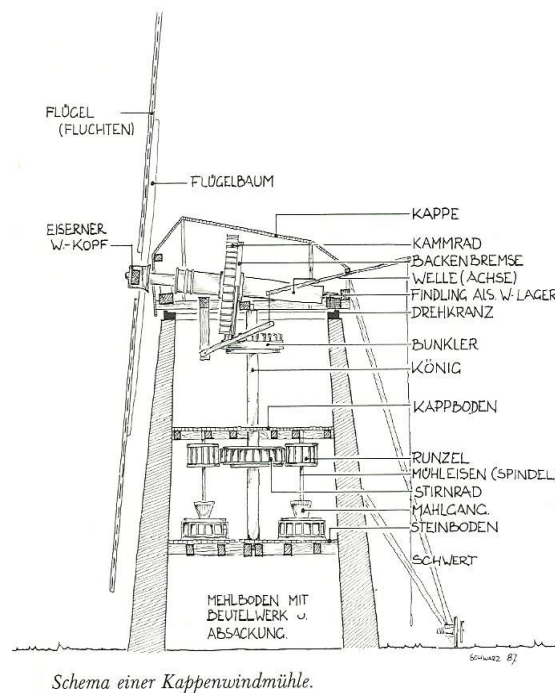 FLÜGEL
(FLUCHTEN)
FLÜGELBAUM
EISERNER
W.-KOPF
KAPPE
KAMMRAD
BACKENBREMSE
WELLE (ACHSE)
FINDLING ALS W-LAGER
DREHKRANZ
BUNKLER
KÖNIG
KAPPBODEN
RUNZEL
MÜHLEISEN (SPINDEL)
STIRNRAD
MAHLGANG.
STEINBODEN
SCHWERT
MEHLBODEN MIT
BEUTELWERK U.
ABSACKUNG.
SCHWARZ 87
Schema einer Kappenwindmühle.